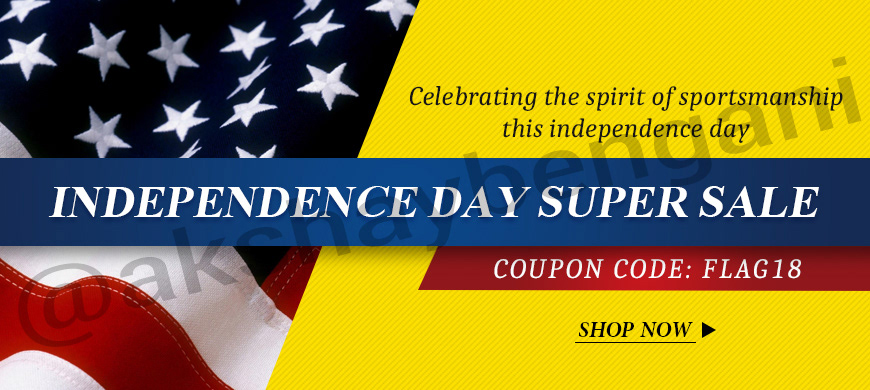 Celebrating the spirit of sportsmanship
this independence day
INDEPENDENCE DAY SUPER SALE
COUPON CODE: FLAG18
SHOP NOW
@akshaybengani